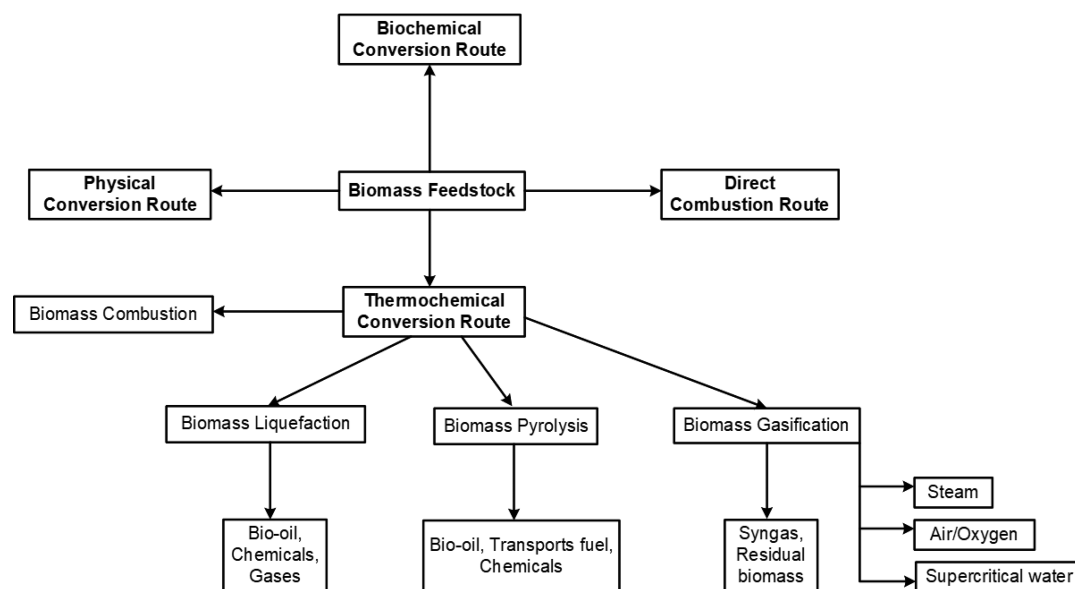 Biochemical
Conversion Route
Physical
Conversion Route
Biomass Feedstock
Direct
Combustion Route
Biomass Combustion
Thermochemical
Conversion Route
Biomass Liquefaction
Biomass Pyrolysis
Biomass Gasification
Steam
Bio-oil,
Chemicals,
Gases
Bio-oil, Transports fuel,
Chemicals
Syngas,
Residual
biomass
Air/Oxygen
Supercritical water